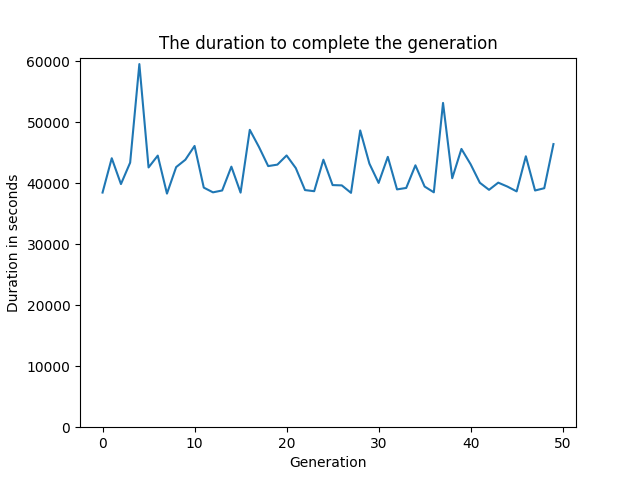 The duration to complete the generation
60000
50000
40000
30000
20000
10000
0
Duration in seconds
0 10 20 30 40 50
Generation